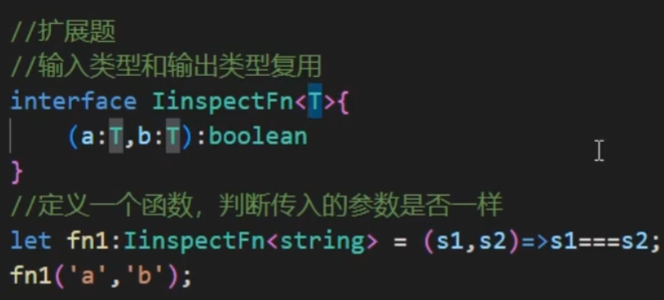 //扩展题
//输入类型和输出类型复用
interface IinspectFn<T>{
    (a:T,b:T):boolean
}
//定义一个函数，判断传入的参数是否一样
let fn1:IinspectFn<string> = (s1,s2)=>s1===s2;
fn1('a','b');